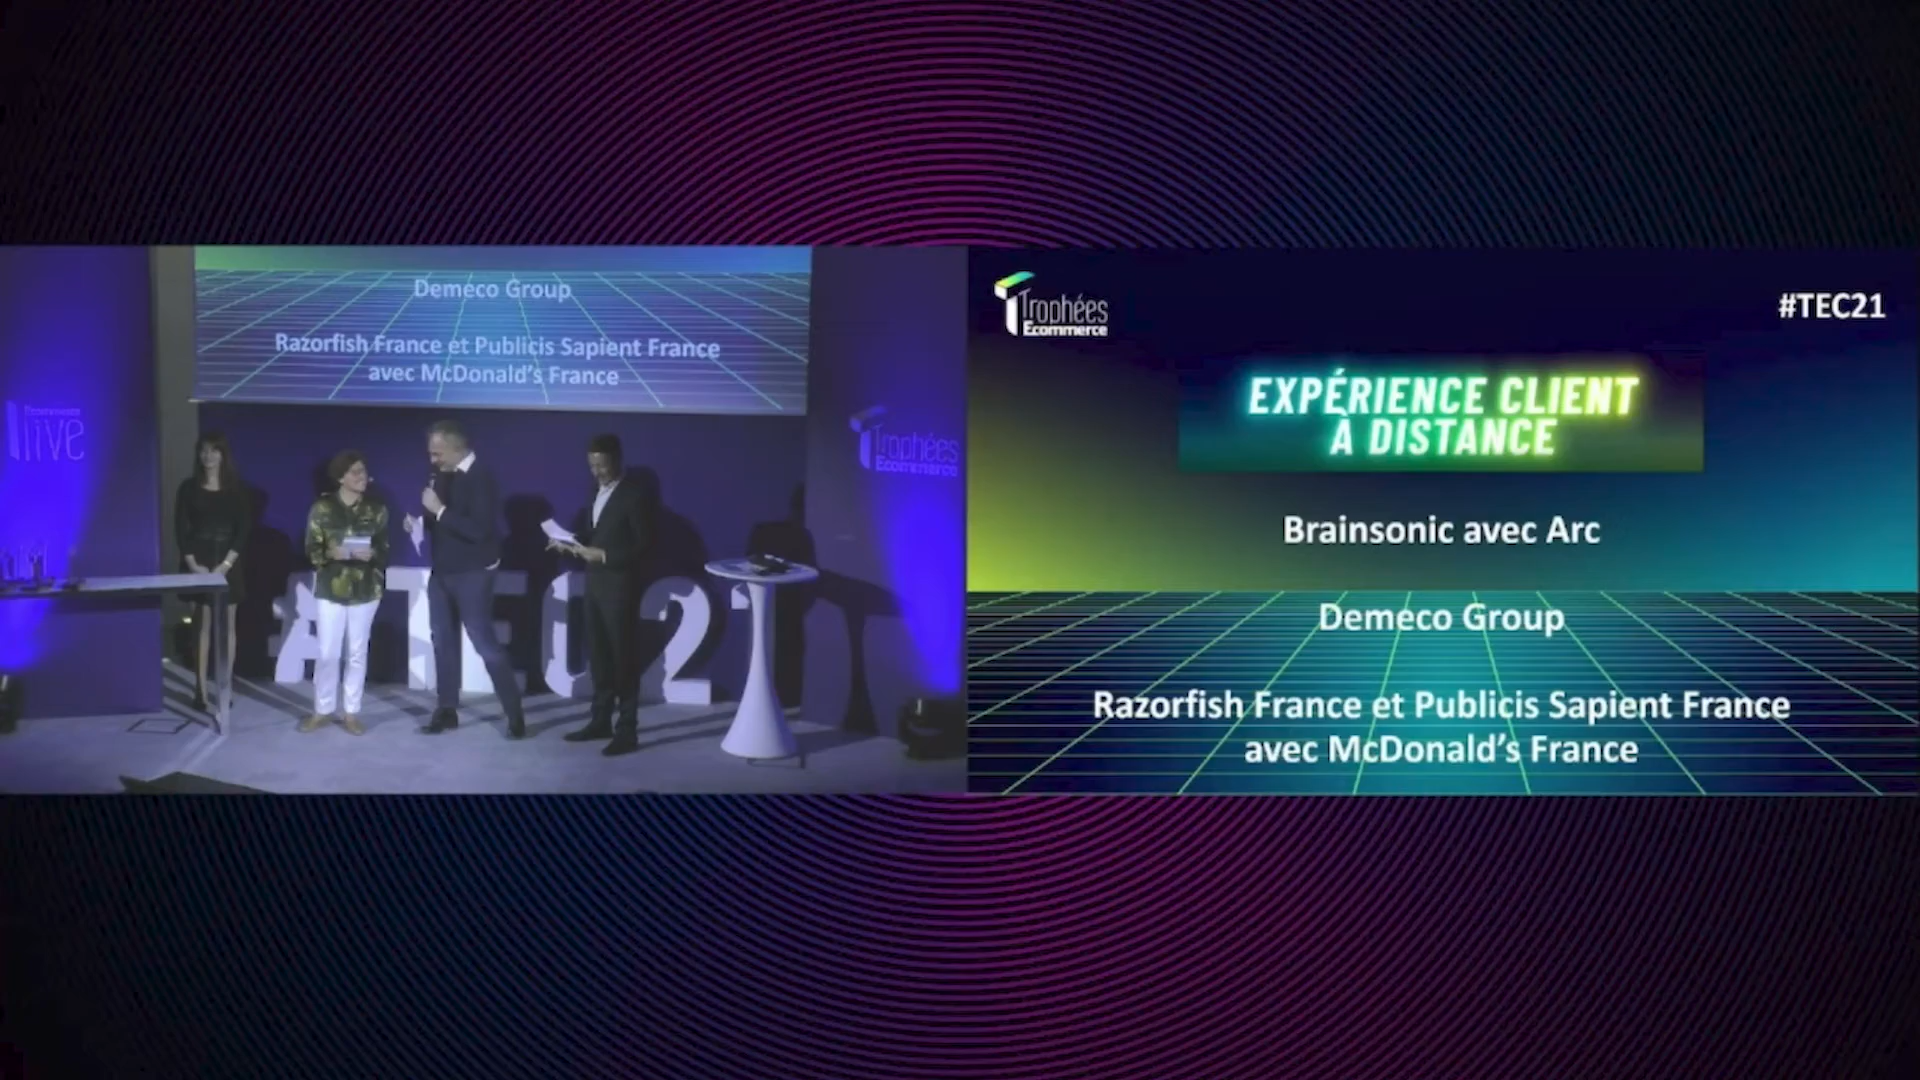 Demeco Group
Razorfish France et Publicis Sapient France
avec McDonald's France
Ecommerce
live
Trophées
Ecommerce
#TEC21
Trophées
Ecommerce
#TEC21
EXPÉRIENCE CLIENT
À DISTANCE
Brainsonic avec Arc
Demeco Group
Razorfish France et Publicis Sapient France
avec McDonald’s France